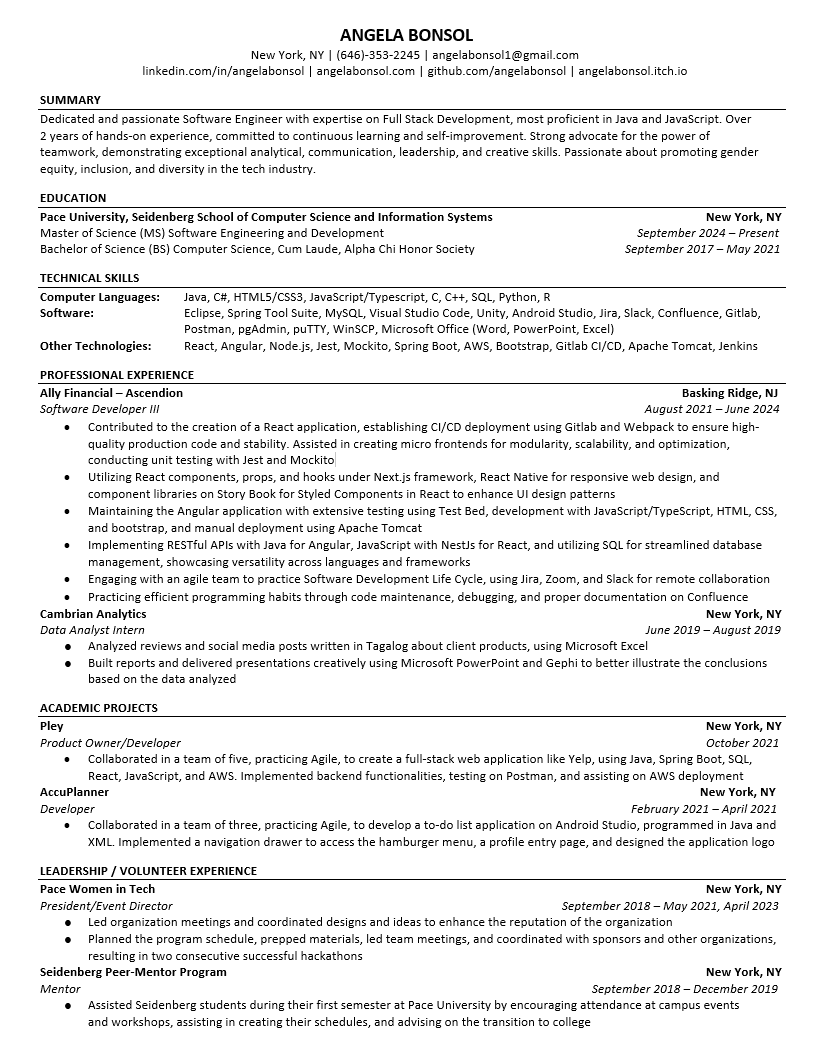 ANGELA BONSOL
New York, NY | (646)-353-2245 | angelabonsol1@gmail.com
linkedin.com/in/angelabonsol | angelabonsol.com | github.com/angelabonsol | angelabonsol.itch.io
SUMMARY
Dedicated and passionate Software Engineer with expertise on Full Stack Development, most proficient in Java and JavaScript. Over
2 years of hands-on experience, committed to continuous learning and self-improvement. Strong advocate for the power of
teamwork, demonstrating exceptional analytical, communication, leadership, and creative skills. Passionate about promoting gender
equity, inclusion, and diversity in the tech industry.
EDUCATION
Pace University, Seidenberg School of Computer Science and Information Systems New York, NY
Master of Science (MS) Software Engineering and Development September 2024 – Present
Bachelor of Science (BS) Computer Science, Cum Laude, Alpha Chi Honor Society September 2017 – May 2021
TECHNICAL SKILLS
Computer Languages: Java, C#, HTML5/CSS3, JavaScript/Typescript, C, C++, SQL, Python, R
Software: Eclipse, Spring Tool Suite, MySQL, Visual Studio Code, Unity, Android Studio, Jira, Slack, Confluence, Gitlab,
Postman, pgAdmin, puTTY, WinSCP, Microsoft Office (Word, PowerPoint, Excel)
Other Technologies: React, Angular, Node.js, Jest, Mockito, Spring Boot, AWS, Bootstrap, Gitlab CI/CD, Apache Tomcat, Jenkins
PROFESSIONAL EXPERIENCE
Ally Financial – Ascendion Basking Ridge, NJ
Software Developer III August 2021 – June 2024
● Contributed to the creation of a React application, establishing CI/CD deployment using Gitlab and Webpack to ensure high-
quality production code and stability. Assisted in creating micro frontends for modularity, scalability, and optimization,
conducting unit testing with Jest and Mockito
● Utilizing React components, props, and hooks under Next.js framework, React Native for responsive web design, and
component libraries on Story Book for Styled Components in React to enhance UI design patterns
● Maintaining the Angular application with extensive testing using Test Bed, development with JavaScript/TypeScript, HTML, CSS,
and bootstrap, and manual deployment using Apache Tomcat
● Implementing RESTful APIs with Java for Angular, JavaScript with NestJs for React, and utilizing SQL for streamlined database
management, showcasing versatility across languages and frameworks
● Engaging with an agile team to practice Software Development Life Cycle, using Jira, Zoom, and Slack for remote collaboration
● Practicing efficient programming habits through code maintenance, debugging, and proper documentation on Confluence
Cambrian Analytics New York, NY
Data Analyst Intern June 2019 – August 2019
● Analyzed reviews and social media posts written in Tagalog about client products, using Microsoft Excel
● Built reports and delivered presentations creatively using Microsoft PowerPoint and Gephi to better illustrate the conclusions
based on the data analyzed
ACADEMIC PROJECTS
Pley New York, NY
Product Owner/Developer October 2021
● Collaborated in a team of five, practicing Agile, to create a full-stack web application like Yelp, using Java, Spring Boot, SQL,
React, JavaScript, and AWS. Implemented backend functionalities, testing on Postman, and assisting on AWS deployment
AccuPlanner New York, NY
Developer February 2021 – April 2021
● Collaborated in a team of three, practicing Agile, to develop a to-do list application on Android Studio, programmed in Java and
XML. Implemented a navigation drawer to access the hamburger menu, a profile entry page, and designed the application logo
LEADERSHIP / VOLUNTEER EXPERIENCE
Pace Women in Tech New York, NY
President/Event Director September 2018 – May 2021, April 2023
● Led organization meetings and coordinated designs and ideas to enhance the reputation of the organization
● Planned the program schedule, prepped materials, led team meetings, and coordinated with sponsors and other organizations,
resulting in two consecutive successful hackathons
Seidenberg Peer-Mentor Program New York, NY
Mentor September 2018 – December 2019
● Assisted Seidenberg students during their first semester at Pace University by encouraging attendance at campus events
and workshops, assisting in creating their schedules, and advising on the transition to college